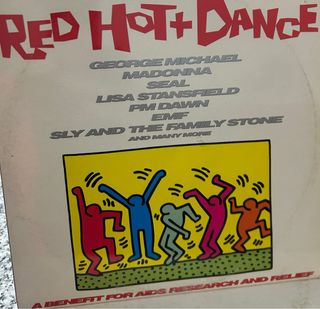 RED HOT + DANCE
GEORGE MICHAEL
MADONNA
SEAL
LISA STANSFIELD
PM DAWN
EMF
SLY AND THE FAMILY STONE
AND MANY MORE
A BENEFIT FOR AIDS RESEARCH AND RELIEF